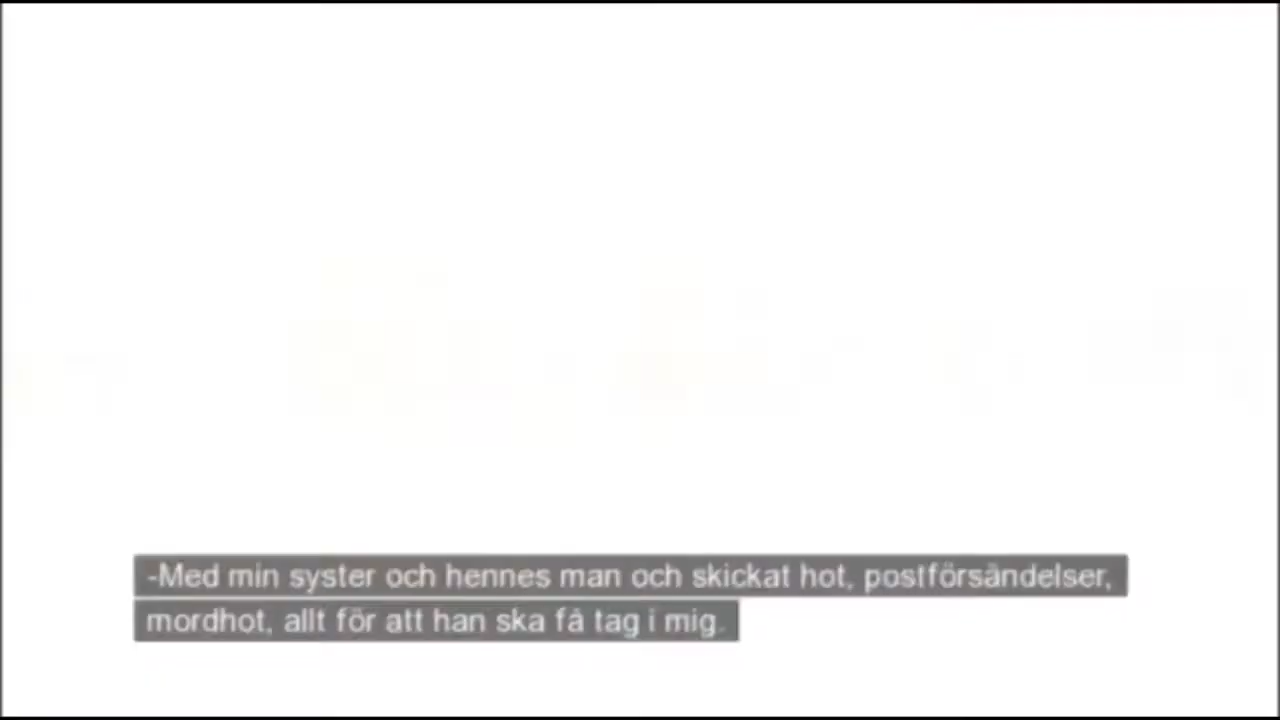 -Med min syster och hennes man och skickat hot, postförsändelser,
mordhot, allt för att han ska få tag i mig.